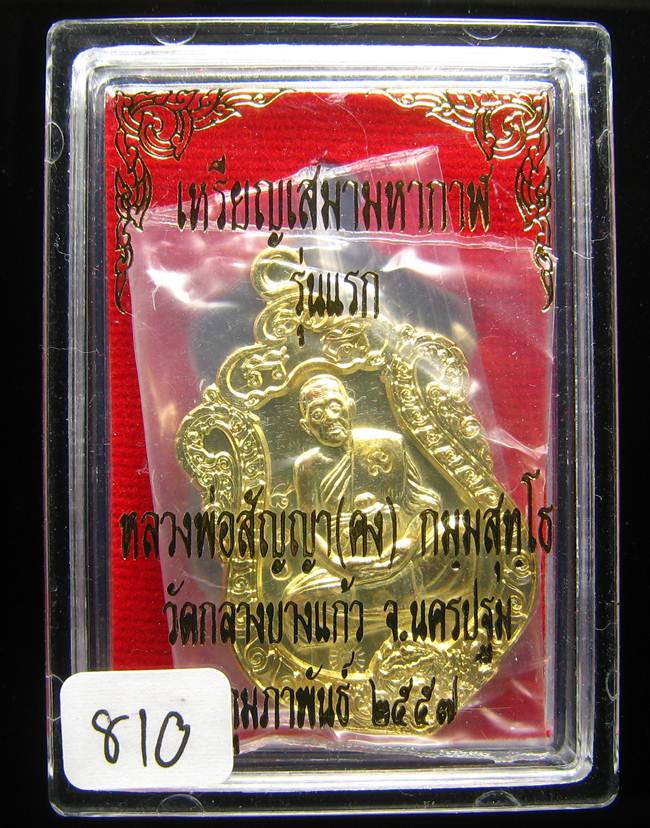 เหรียญเสมามหากาฬ
รุ่นแรก
หลวงพ่อสัญญา(คง) กมฺมสุทฺโธ
วัดกลางบางแก้ว จ.นครปฐม
กุมภาพันธ์ ๒๕๕๗
810